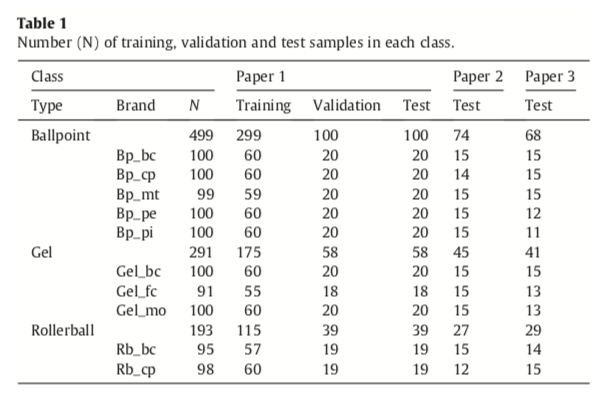 Table 1
Number (N) of training, validation and test samples in each class.
Class Paper 1 Paper 2 Paper 3
Type Brand N Training Validation Test Test Test
Ballpoint 499 299 100 100 74 68
Bp_bc 100 60 20 20 15 15
Bp_cp 100 60 20 20 14 15
Bp_mt 99 59 20 20 15 15
Bp_pe 100 60 20 20 15 12
Bp_pi 100 60 20 20 15 11
Gel 291 175 58 58 45 41
Gel_bc 100 60 20 20 15 15
Gel_fc 91 55 18 18 15 13
Gel_mo 100 60 20 20 15 13
Rollerball 193 115 39 39 27 29
Rb_bc 95 57 19 19 15 14
Rb_cp 98 60 19 19 12 15